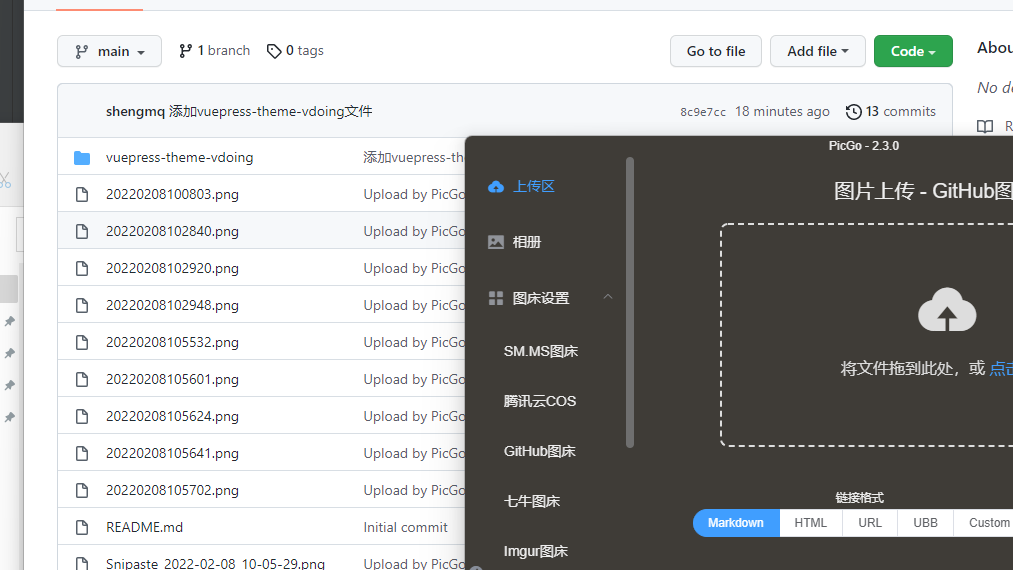 main
1 branch
0 tags
Go to file
Add file
Code
Abou
No de
shengmq 添加vuepress-theme-vdoing文件
8c9e7cc 18 minutes ago
13 commits
R
vuepress-theme-vdoing
添加vuepress-the
20220208100803.png
Upload by PicGo
20220208102840.png
Upload by PicGo
20220208102920.png
Upload by PicGo
20220208102948.png
Upload by PicGo
20220208105532.png
Upload by PicGo
20220208105601.png
Upload by PicGo
20220208105624.png
Upload by PicGo
20220208105641.png
Upload by PicGo
20220208105702.png
Upload by PicGo
README.md
Initial commit
Snipaste_2022-02-08_10-05-29.png
Upload by PicGo
PicGo - 2.3.0
上传区
相册
图床设置
SM.MS图床
腾讯云COS
GitHub图床
七牛图床
Imgur图床
图片上传 - GitHub图
将文件拖到此处，或 点击
链接格式
Markdown
HTML
URL
UBB
Custom